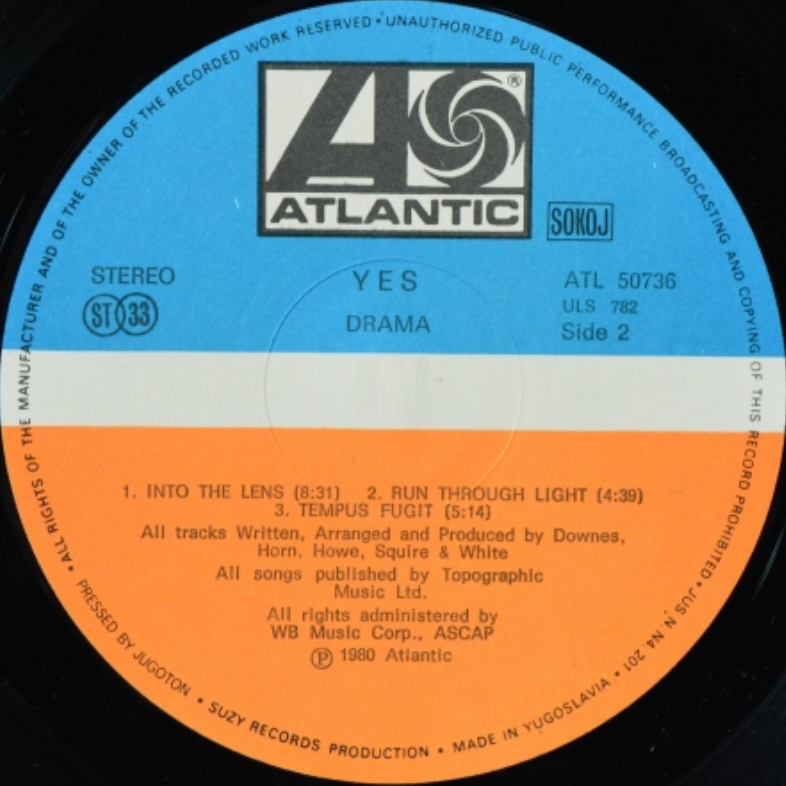 • ALL RIGHTS OF THE MANUFACTURER AND OF THE OWNER OF THE RECORDED WORK RESERVED • UNAUTHORIZED PUBLIC PERFORMANCE BROADCASTING AND COPYING OF THIS RECORD PROHIBITED • JUS N. N4. 201 •
A
®
ATLANTIC
SOKOJ
STEREO
ST 33
YES
DRAMA
ATL 50736
ULS 782
Side 2
1. INTO THE LENS (8:31) 2. RUN THROUGH LIGHT (4:39)
3. TEMPUS FUGIT (5:14)
All tracks Written, Arranged and Produced by Downes,
Horn, Howe, Squire & White
All songs published by Topographic
Music Ltd.
All rights administered by
WB Music Corp., ASCAP
Ⓟ 1980 Atlantic
PRESSED BY JUGOTON • SUZY RECORDS PRODUCTION • MADE IN YUGOSLAVIA